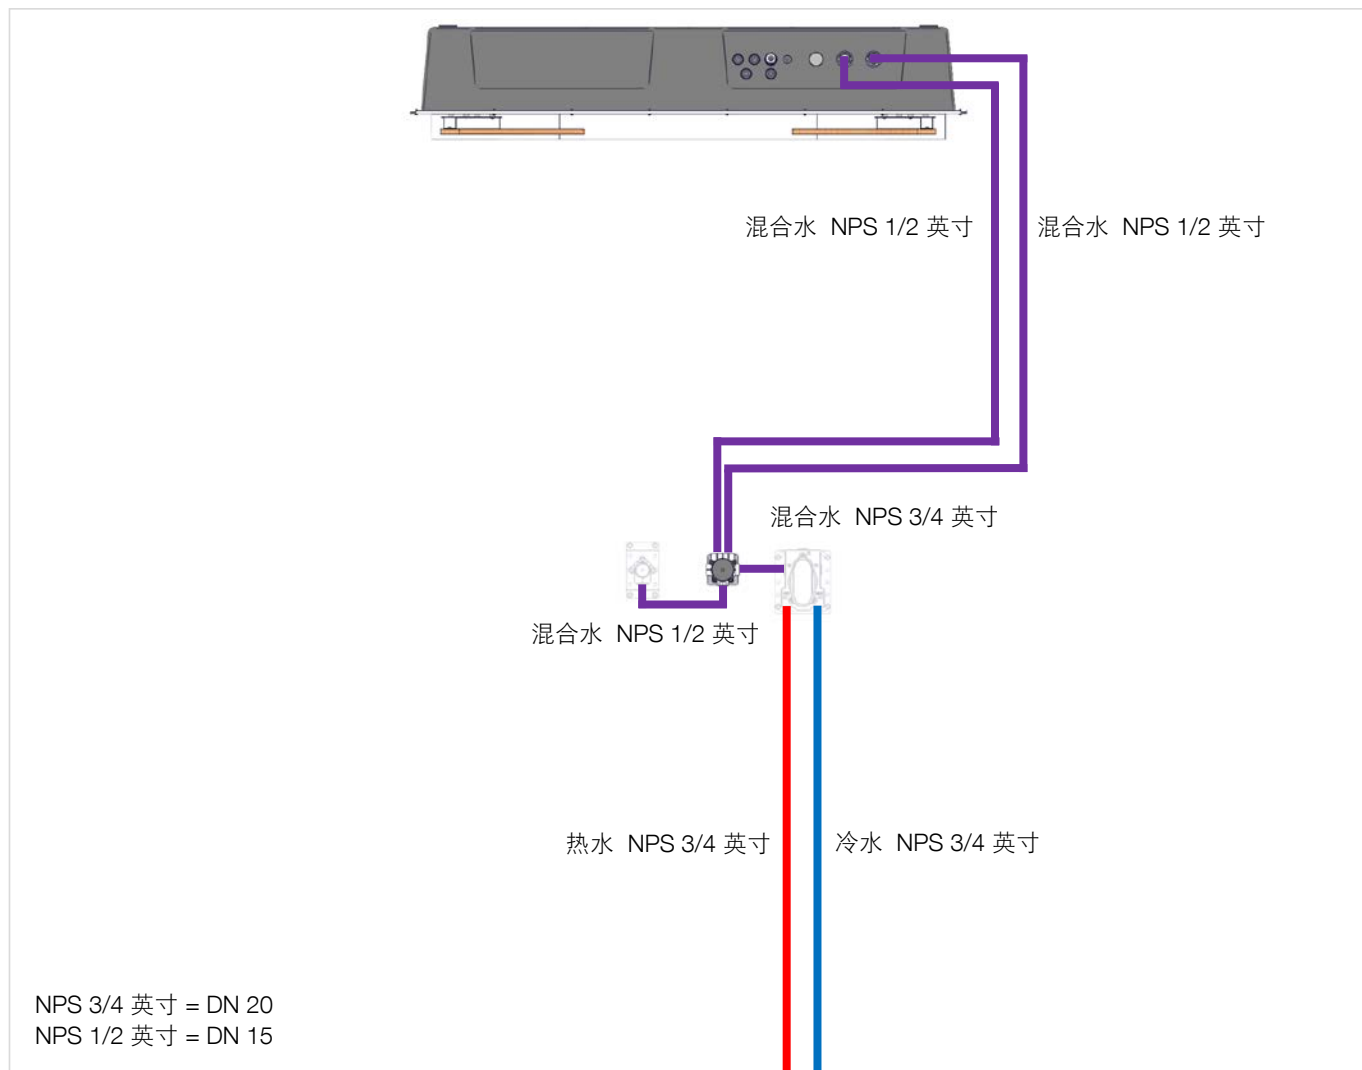 混合水 NPS 1/2 英寸
混合水 NPS 1/2 英寸
混合水 NPS 3/4 英寸
混合水 NPS 1/2 英寸
热水 NPS 3/4 英寸
冷水 NPS 3/4 英寸
NPS 3/4 英寸 = DN 20
NPS 1/2 英寸 = DN 15